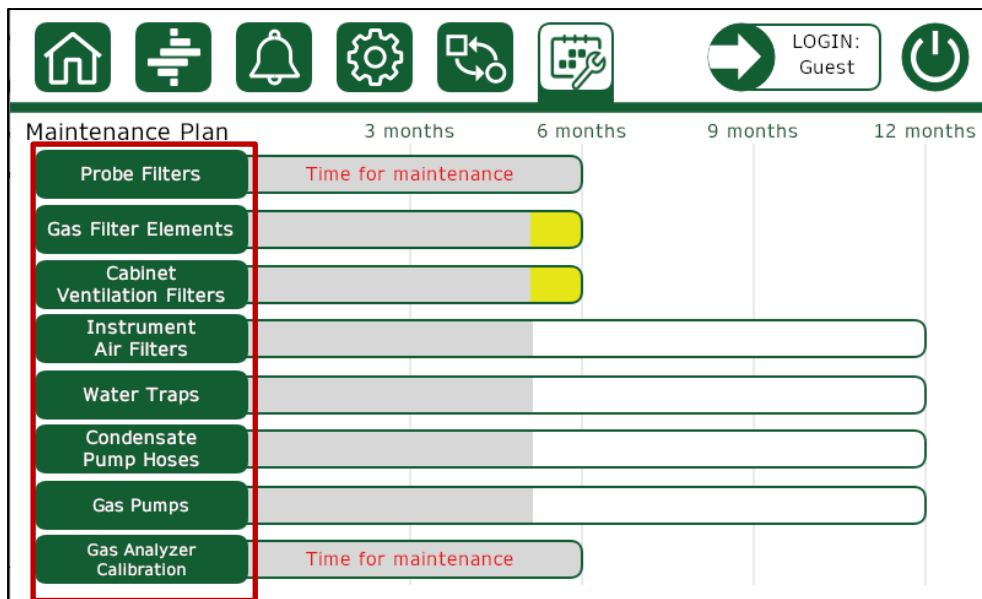 LOGIN:
Guest
Maintenance Plan 3 months 6 months 9 months 12 months
Probe Filters Time for maintenance
Gas Filter Elements
Cabinet
Ventilation Filters
Instrument
Air Filters
Water Traps
Condensate
Pump Hoses
Gas Pumps
Gas Analyzer
Calibration
Time for maintenance